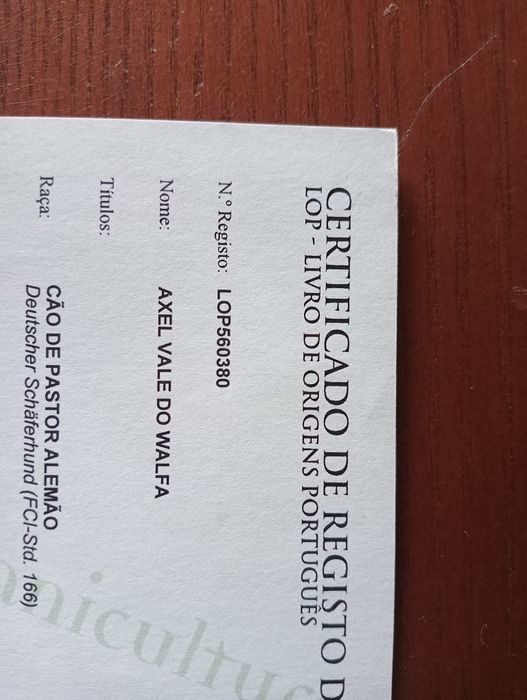 CERTIFICADO DE REGISTO D
LOP - LIVRO DE ORIGENS PORTUGUÊS
N.º Registo: LOP560380
Nome: AXEL VALE DO WALFA
Títulos:
Raça: CÃO DE PASTOR ALEMÃO
Deutscher Schäferhund (FCI-Std. 166)